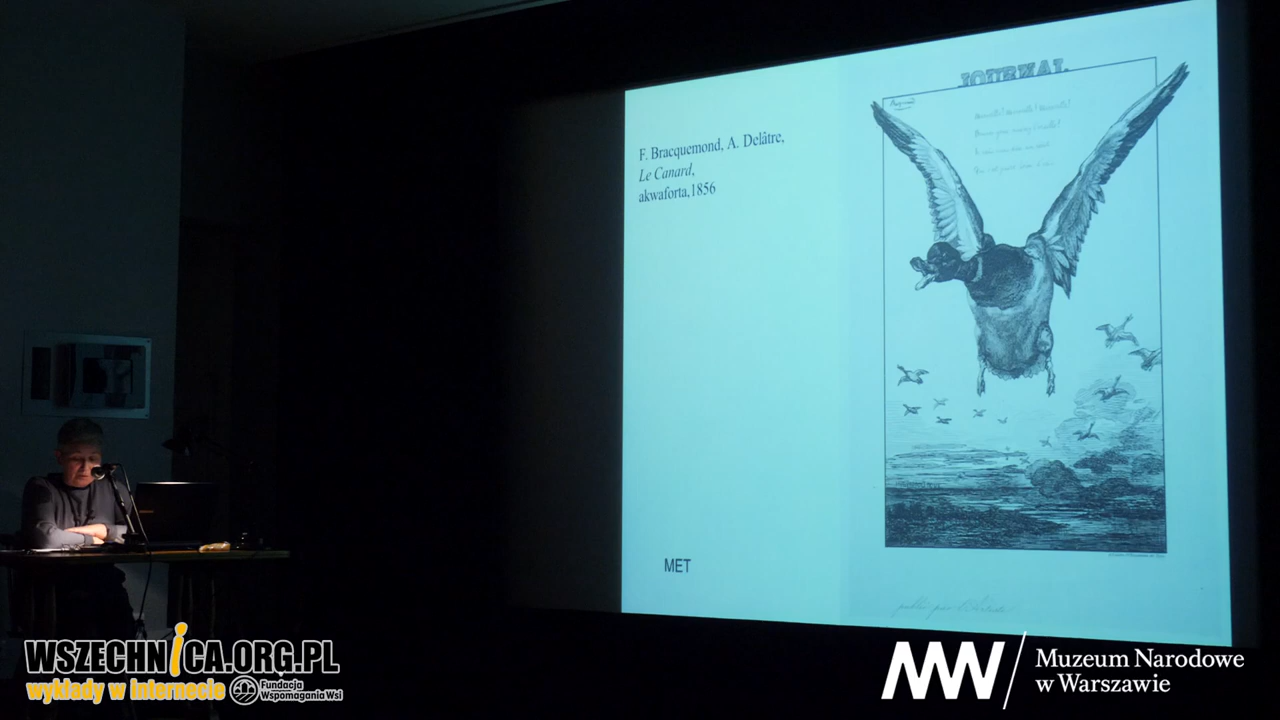 F. Bracquemond, A. Delâtre,
Le Canard,
akwaforta,1856
MET
JOURNAL
WSZECHNICA.ORG.PL
wykłady w internecie
Fundacja
Wspomagania Wsi
Muzeum Narodowe
w Warszawie